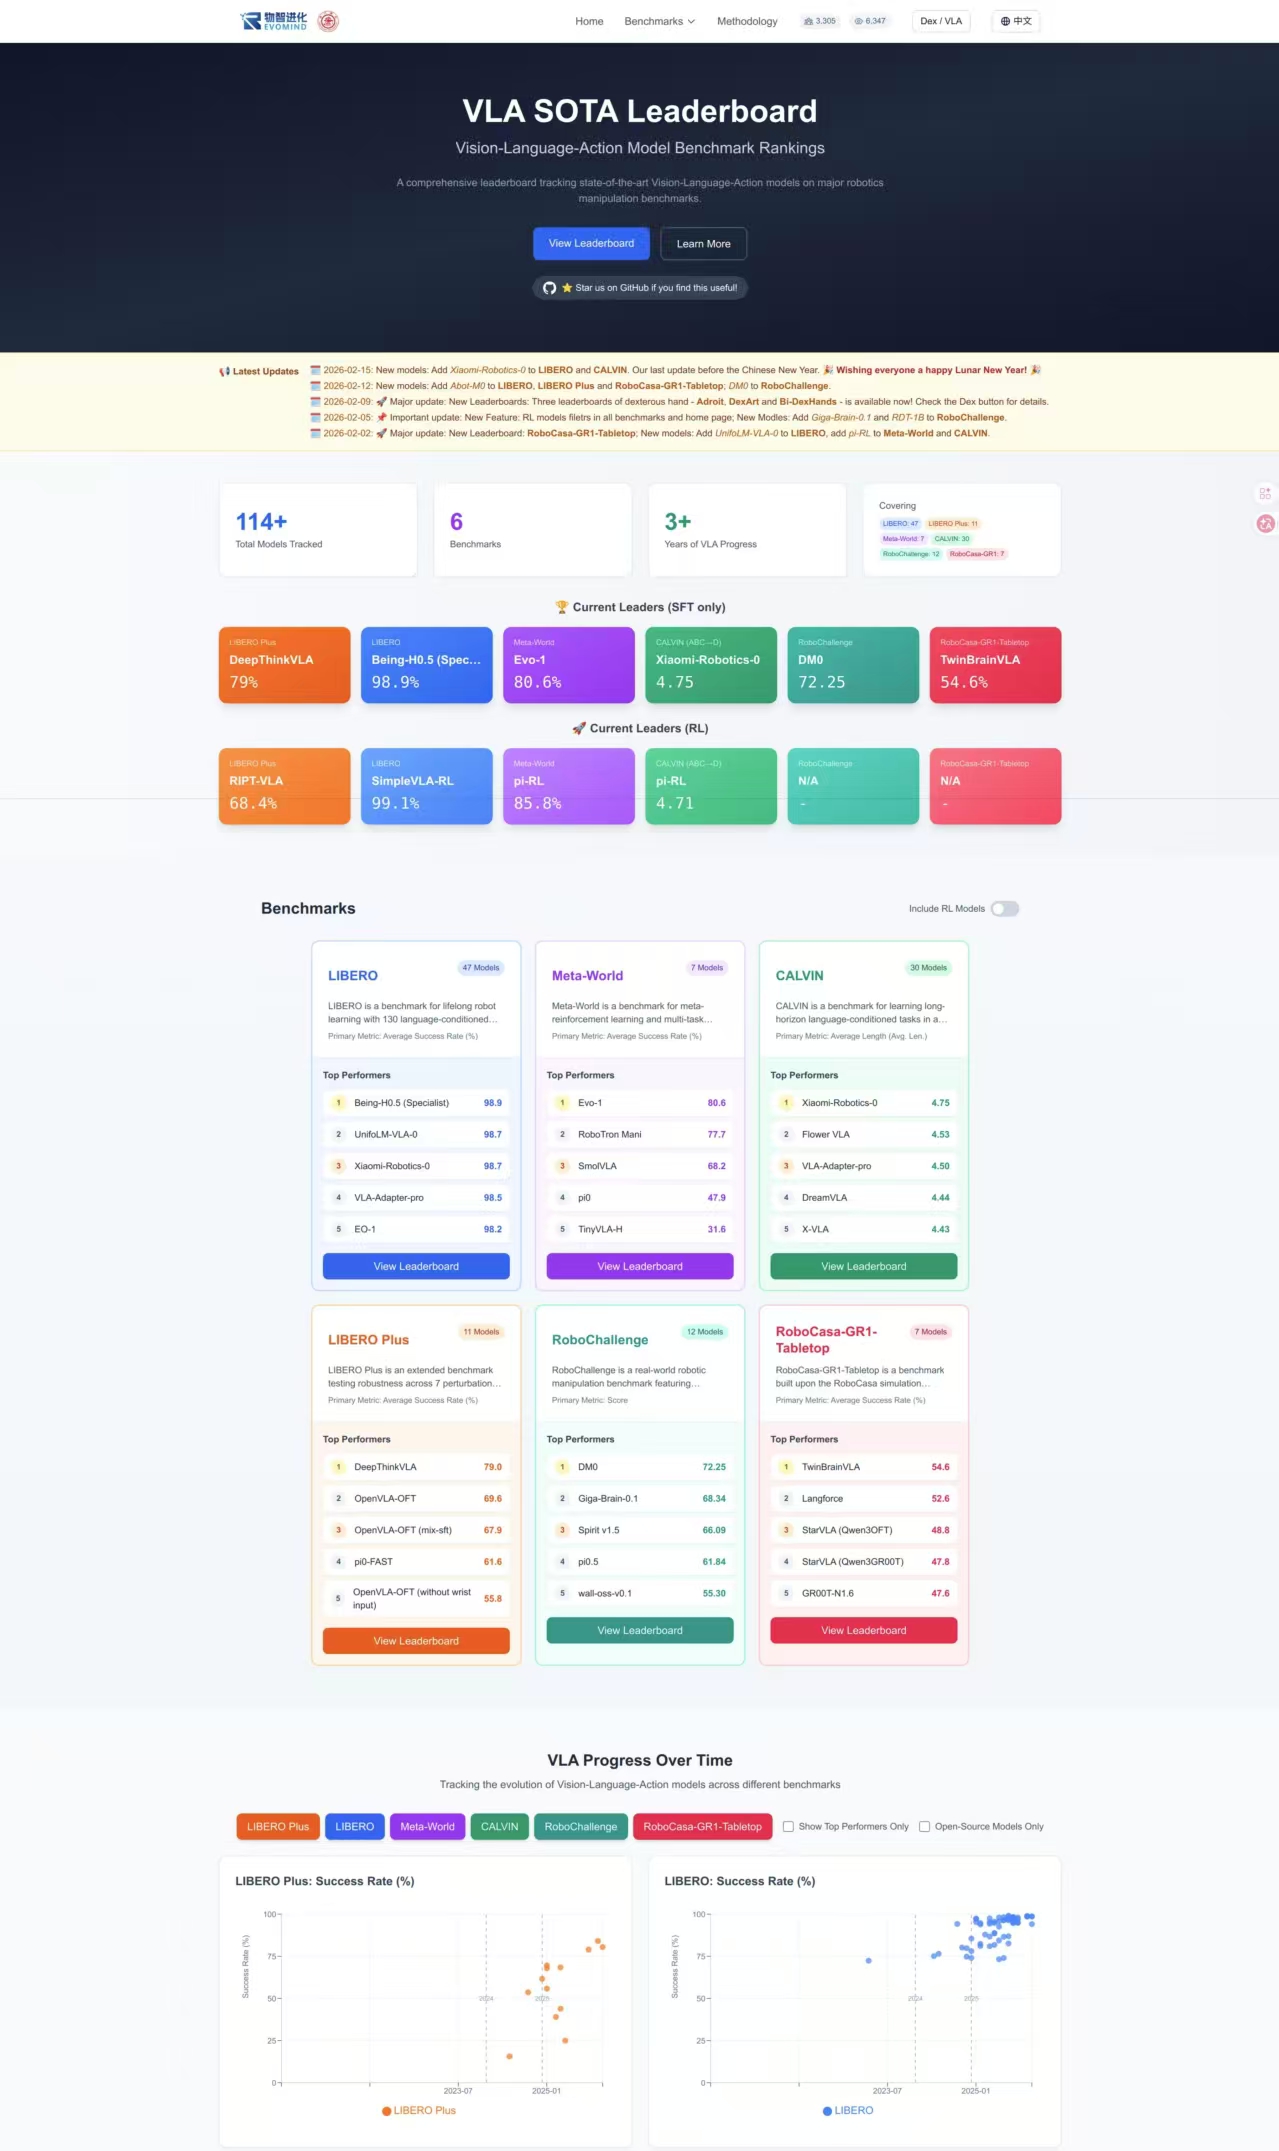 物智进化
EVOMIND
Home
Benchmarks
Methodology
3.305
6.347
Dex / VLA
中文
VLA SOTA Leaderboard
Vision-Language-Action Model Benchmark Rankings
A comprehensive leaderboard tracking state-of-the-art Vision-Language-Action models on major robotics
manipulation benchmarks.
View Leaderboard
Learn More
⭐ Star us on GitHub if you find this useful!
📢 Latest Updates
🗓️ 2026-02-15: New models: Add Xiaomi-Robotics-0 to LIBERO and CALVIN. Our last update before the Chinese New Year. 🎉 Wishing everyone a happy Lunar New Year! 🎉
🗓️ 2026-02-12: New models: Add Abot-M0 to LIBERO, LIBERO Plus and RoboCasa-GR1-Tabletop; DM0 to RoboChallenge.
🗓️ 2026-02-09: 🚀 Major update: New Leaderboards: Three leaderboards of dexterous hand - Adroit, DexArt and Bi-DexHands - is available now! Check the Dex button for details.
🗓️ 2026-02-05: 📌 Important update: New Feature: RL models filetrs in all benchmarks and home page; New Modles: Add Giga-Brain-0.1 and RDT-1B to RoboChallenge.
🗓️ 2026-02-02: 🚀 Major update: New Leaderboard: RoboCasa-GR1-Tabletop; New models: Add UnifoLM-VLA-0 to LIBERO, add pi-RL to Meta-World and CALVIN.
114+
Total Models Tracked
6
Benchmarks
3+
Years of VLA Progress
Covering
LIBERO: 47
LIBERO Plus: 11
Meta-World: 7
CALVIN: 30
RoboChallenge: 12
RoboCasa-GR1: 7
🏆 Current Leaders (SFT only)
LIBERO Plus
DeepThinkVLA
79%
LIBERO
Being-H0.5 (Spec...
98.9%
Meta-World
Evo-1
80.6%
CALVIN (ABC→D)
Xiaomi-Robotics-0
4.75
RoboChallenge
DM0
72.25
RoboCasa-GR1-Tabletop
TwinBrainVLA
54.6%
🚀 Current Leaders (RL)
LIBERO Plus
RIPT-VLA
68.4%
LIBERO
SimpleVLA-RL
99.1%
Meta-World
pi-RL
85.8%
CALVIN (ABC→D)
pi-RL
4.71
RoboChallenge
N/A
-
RoboCasa-GR1-Tabletop
N/A
-
Benchmarks
Include RL Models
LIBERO
47 Models
LIBERO is a benchmark for lifelong robot
learning with 130 language-conditioned...
Primary Metric: Average Success Rate (%)
Top Performers
1 Being-H0.5 (Specialist) 98.9
2 UnifoLM-VLA-0 98.7
3 Xiaomi-Robotics-0 98.7
4 VLA-Adapter-pro 98.5
5 EO-1 98.2
View Leaderboard
Meta-World
7 Models
Meta-World is a benchmark for meta-
reinforcement learning and multi-task...
Primary Metric: Average Success Rate (%)
Top Performers
1 Evo-1 80.6
2 RoboTron Mani 77.7
3 SmolVLA 68.2
4 pi0 47.9
5 TinyVLA-H 31.6
View Leaderboard
CALVIN
30 Models
CALVIN is a benchmark for learning long-
horizon language-conditioned tasks in a...
Primary Metric: Average Length (Avg. Len.)
Top Performers
1 Xiaomi-Robotics-0 4.75
2 Flower VLA 4.53
3 VLA-Adapter-pro 4.50
4 DreamVLA 4.44
5 X-VLA 4.43
View Leaderboard
LIBERO Plus
11 Models
LIBERO Plus is an extended benchmark
testing robustness across 7 perturbation...
Primary Metric: Average Success Rate (%)
Top Performers
1 DeepThinkVLA 79.0
2 OpenVLA-OFT 69.6
3 OpenVLA-OFT (mix-sft) 67.9
4 pi0-FAST 61.6
5 OpenVLA-OFT (without wrist
input) 55.8
View Leaderboard
RoboChallenge
12 Models
RoboChallenge is a real-world robotic
manipulation benchmark featuring...
Primary Metric: Score
Top Performers
1 DM0 72.25
2 Giga-Brain-0.1 68.34
3 Spirit v1.5 66.09
4 pi0.5 61.84
5 wall-oss-v0.1 55.30
View Leaderboard
RoboCasa-GR1-
Tabletop
7 Models
RoboCasa-GR1-Tabletop is a benchmark
built upon the RoboCasa simulation...
Primary Metric: Average Success Rate (%)
Top Performers
1 TwinBrainVLA 54.6
2 Langforce 52.6
3 StarVLA (Qwen3OFT) 48.8
4 StarVLA (Qwen3GR00T) 47.8
5 GR00T-N1.6 47.6
View Leaderboard
VLA Progress Over Time
Tracking the evolution of Vision-Language-Action models across different benchmarks
LIBERO Plus
LIBERO
Meta-World
CALVIN
RoboChallenge
RoboCasa-GR1-Tabletop
Show Top Performers Only
Open-Source Models Only
LIBERO Plus: Success Rate (%)
Success Rate (%)
100
75
50
25
0
2024
2025
2023-07
2025-01
LIBERO Plus
LIBERO: Success Rate (%)
Success Rate (%)
100
75
50
25
0
2024
2025
2023-07
2025-01
LIBERO